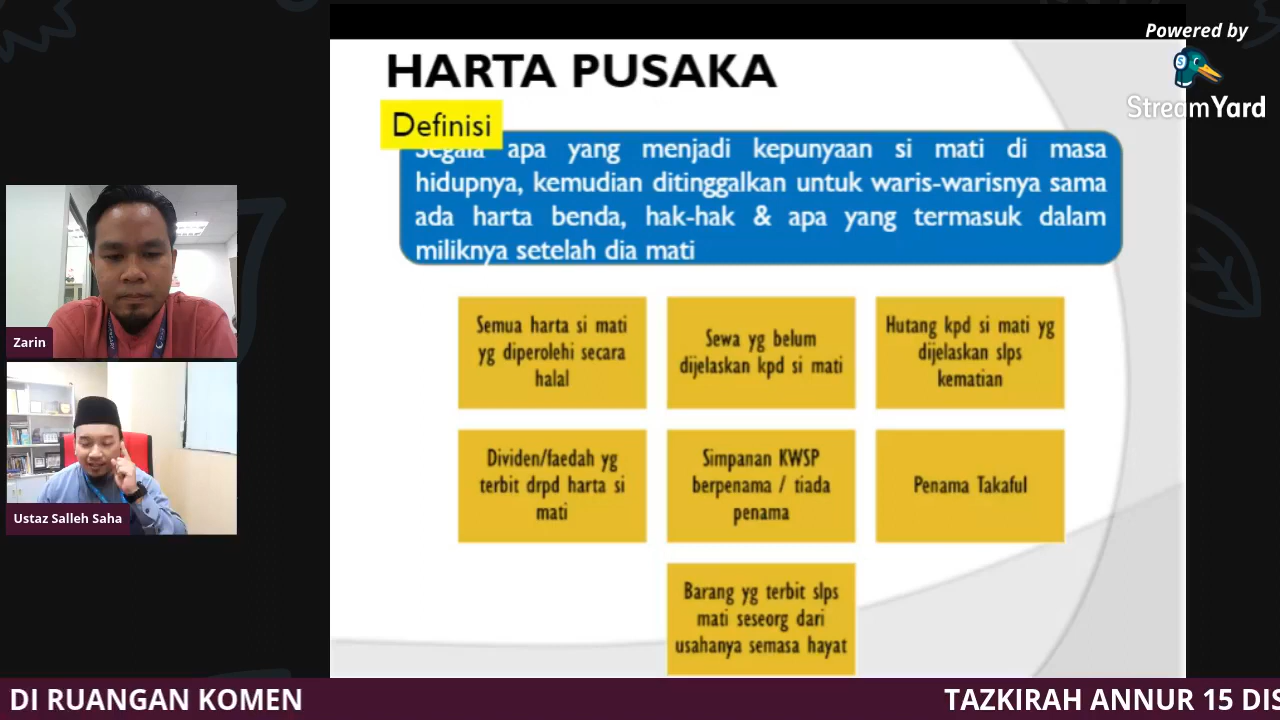 Powered by
StreamYard
HARTA PUSAKA
Definisi
Segala apa yang menjadi kepunyaan si mati di masa
hidupnya, kemudian ditinggalkan untuk waris-warisnya sama
ada harta benda, hak-hak & apa yang termasuk dalam
miliknya setelah dia mati
Semua harta si mati
yg diperolehi secara
halal
Sewa yg belum
dijelaskan kpd si mati
Hutang kpd si mati yg
dijelaskan slps
kematian
Dividen/faedah yg
terbit drpd harta si
mati
Simpanan KWSP
berpenama / tiada
penama
Penama Takaful
Barang yg terbit slps
mati seseorg dari
usahanya semasa hayat
Zarin
Ustaz Salleh Saha
DI RUANGAN KOMEN
TAZKIRAH ANNUR 15 DIS